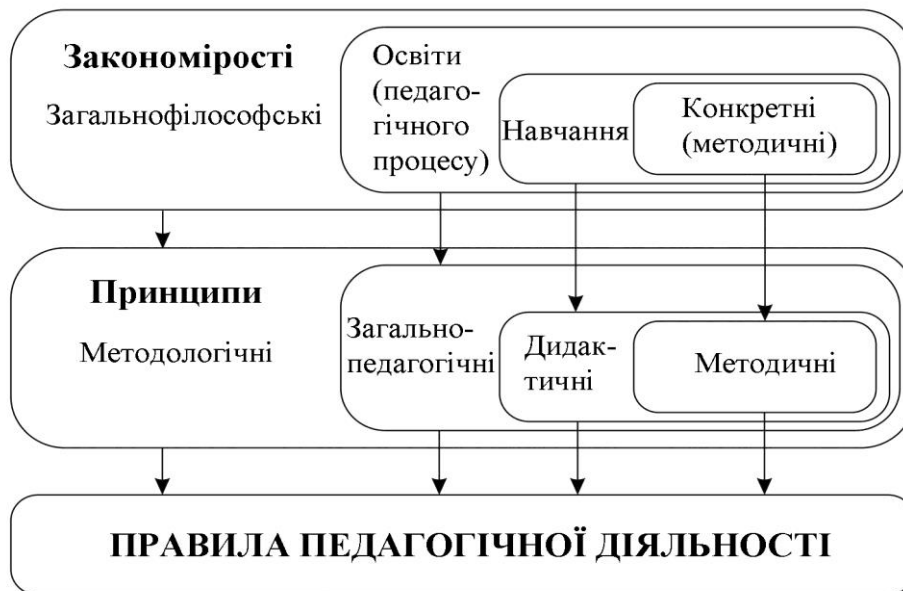 Закономірості
Загальнофілософські
Освіти
(педаго-
гічного
процесу)
Навчання
Конкретні
(методичні)
Принципи
Методологічні
Загально-
педагогічні
Дидак-
тичні
Методичні
ПРАВИЛА ПЕДАГОГІЧНОЇ ДІЯЛЬНОСТІ